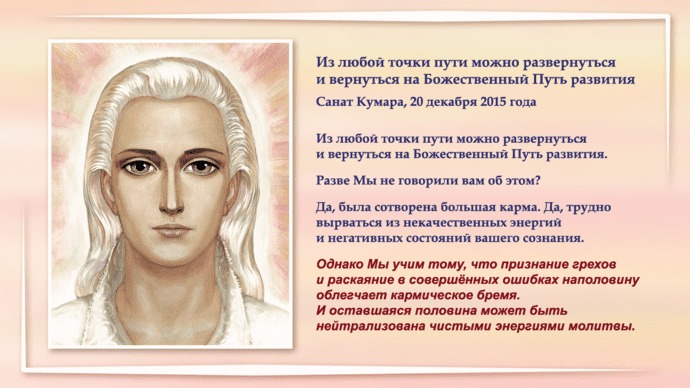 Из любой точки пути можно развернуться
и вернуться на Божественный Путь развития
Санат Кумара, 20 декабря 2015 года
Из любой точки пути можно развернуться
и вернуться на Божественный Путь развития.
Разве Мы не говорили вам об этом?
Да, была сотворена большая карма. Да, трудно
вырваться из некачественных энергий
и негативных состояний вашего сознания.
Однако Мы учим тому, что признание грехов
и раскаяние в совершённых ошибках наполовину
облегчает кармическое бремя.
И оставшаяся половина может быть
нейтрализована чистыми энергиями молитвы.